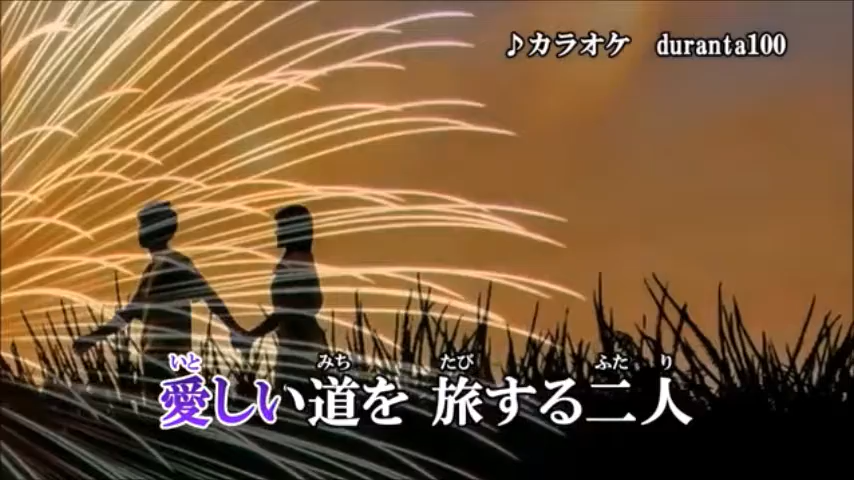 ♪カラオケ　duranta100
いと みち たび ふた り
愛しい道を 旅する二人